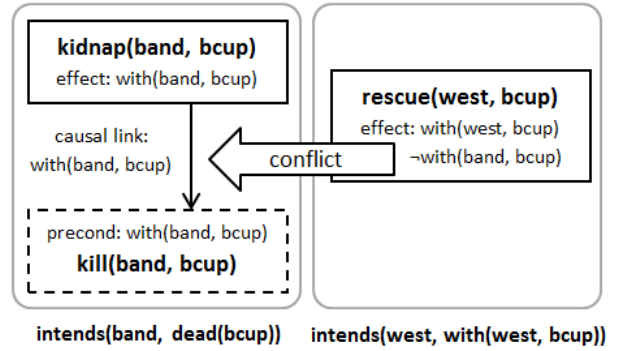 kidnap(band, bcup)
effect: with(band, bcup)
causal link:
with(band, bcup)
precond: with(band, bcup)
kill(band, bcup)
intends(band, dead(bcup))
conflict
rescue(west, bcup)
effect: with(west, bcup)
¬with(band, bcup)
intends(west, with(west, bcup))